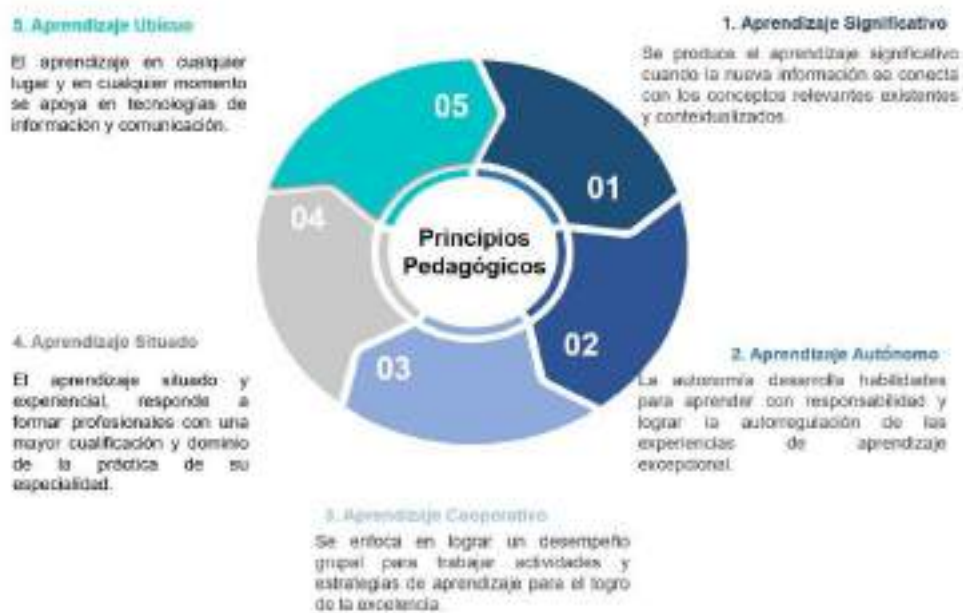 5. Aprendizaje Ubicuo
El aprendizaje en cualquier
lugar y en cualquier momento
se apoya en tecnologías de
información y comunicación.
1. Aprendizaje Significativo
Se produce el aprendizaje significativo
cuando la nueva información se conecta
con los conceptos relevantes existentes
y contextualizados.
05
01
04
Principios
Pedagógicos
02
03
4. Aprendizaje Situado
El aprendizaje situado y
experiencial, responde a
formar profesionales con una
mayor cualificación y dominio
de la práctica de su
especialidad.
2. Aprendizaje Autónomo
La autonomía desarrolla habilidades
para aprender con responsabilidad y
lograr la autorregulación de las
experiencias de aprendizaje
excepcional.
3. Aprendizaje Cooperativo
Se enfoca en lograr un desempeño
grupal para trabajar actividades y
estrategias de aprendizaje para el logro
de la excelencia.